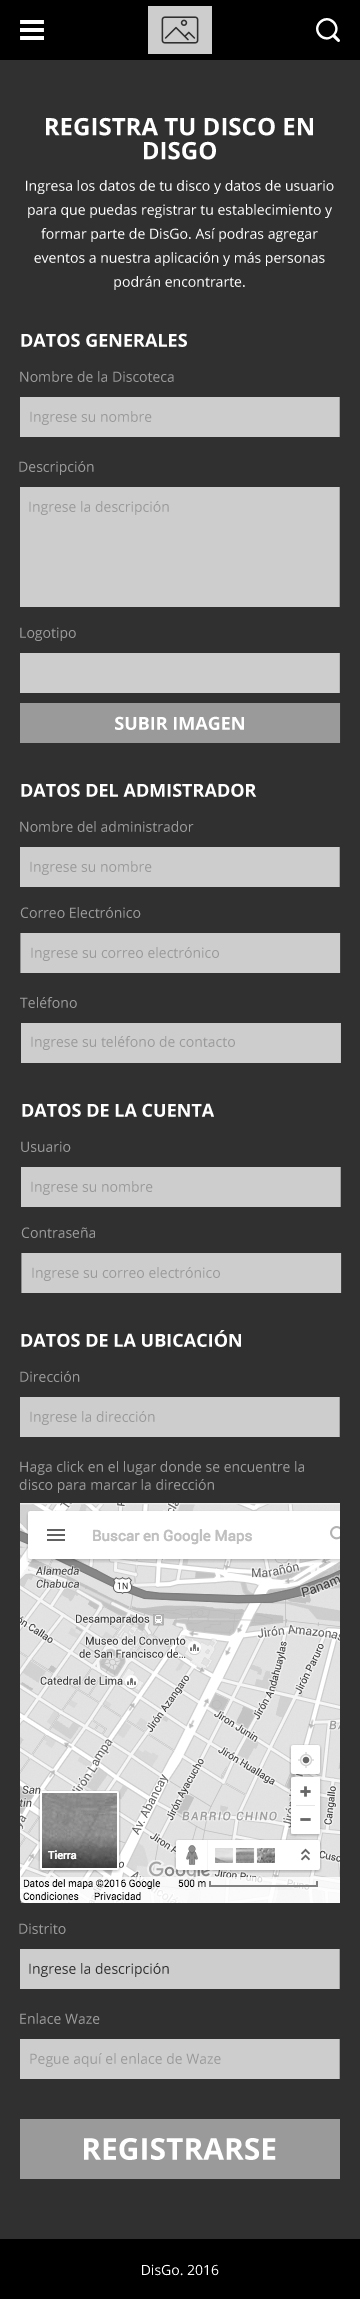 REGISTRA TU DISCO EN
DISGO
Ingresa los datos de tu disco y datos de usuario
para que puedas registrar tu establecimiento y
formar parte de DisGo. Así podras agregar
eventos a nuestra aplicación y más personas
podrán encontrarte.
DATOS GENERALES
Nombre de la Discoteca
Ingrese su nombre
Descripción
Ingrese la descripción
Logotipo
SUBIR IMAGEN
DATOS DEL ADMISTRADOR
Nombre del administrador
Ingrese su nombre
Correo Electrónico
Ingrese su correo electrónico
Teléfono
Ingrese su teléfono de contacto
DATOS DE LA CUENTA
Usuario
Ingrese su nombre
Contraseña
Ingrese su correo electrónico
DATOS DE LA UBICACIÓN
Dirección
Ingrese la dirección
Haga click en el lugar donde se encuentre la
disco para marcar la dirección
Buscar en Google Maps
Alameda
Chabuca
1N
Marañón
Panam
Desamparados
Jirón Amazonas
Museo del Convento
de San Francisco de...
Catedral de Lima
Jirón Callao
Jirón Azangaro
Jirón Andahuaylas
Jirón Paruro
Jirón Junin
Jirón Lampa
Jirón Huallaga
Jirón Ayacucho
Av. Abancay
BARRIO CHINO
Cangallo
Cusc
Tierra
Google
Jirón Puno
Datos del mapa ©2016 Google
500 m
Condiciones
Privacidad
Distrito
Ingrese la descripción
Enlace Waze
Pegue aquí el enlace de Waze
REGISTRARSE
DisGo. 2016